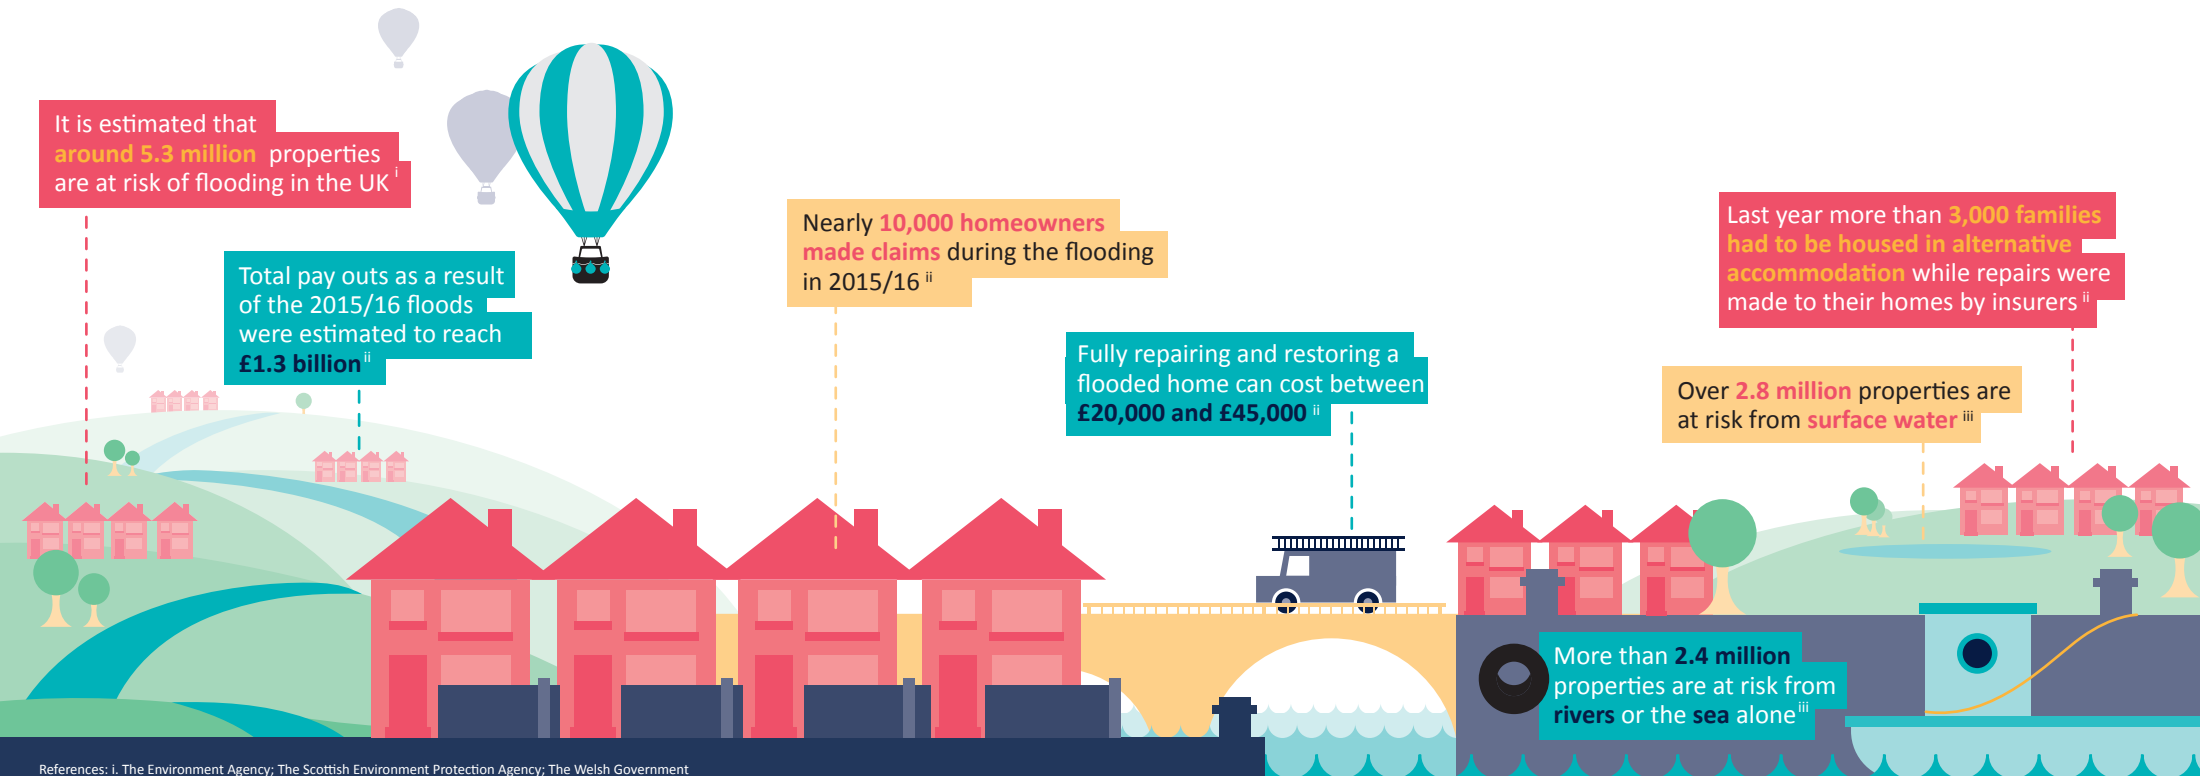 It is estimated that
around 5.3 million properties
are at risk of flooding in the UK i
Total pay outs as a result
of the 2015/16 floods
were estimated to reach
£1.3 billion ii
Nearly 10,000 homeowners
made claims during the flooding
in 2015/16 ii
Fully repairing and restoring a
flooded home can cost between
£20,000 and £45,000 ii
Last year more than 3,000 families
had to be housed in alternative
accommodation while repairs were
made to their homes by insurers ii
Over 2.8 million properties are
at risk from surface water iii
More than 2.4 million
properties are at risk from
rivers or the sea alone iii
References: i. The Environment Agency; The Scottish Environment Protection Agency; The Welsh Government